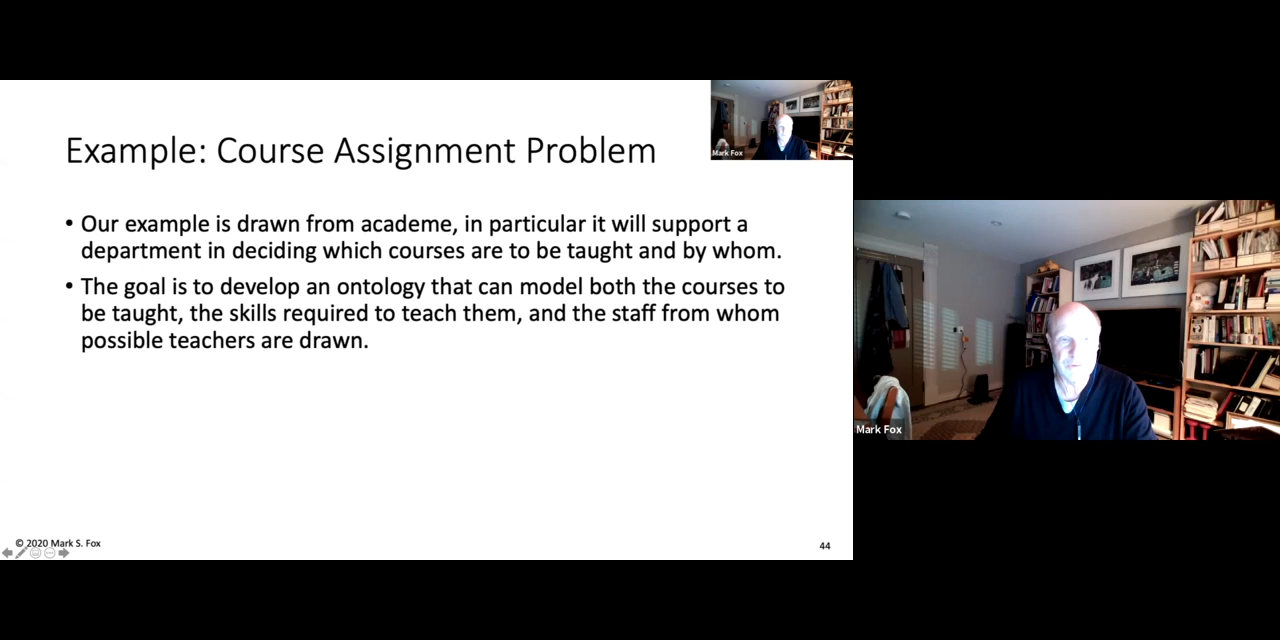 Mark Fox
Example: Course Assignment Problem
• Our example is drawn from academe, in particular it will support a
department in deciding which courses are to be taught and by whom.
• The goal is to develop an ontology that can model both the courses to
be taught, the skills required to teach them, and the staff from whom
possible teachers are drawn.
© 2020 Mark S. Fox
44
Mark Fox